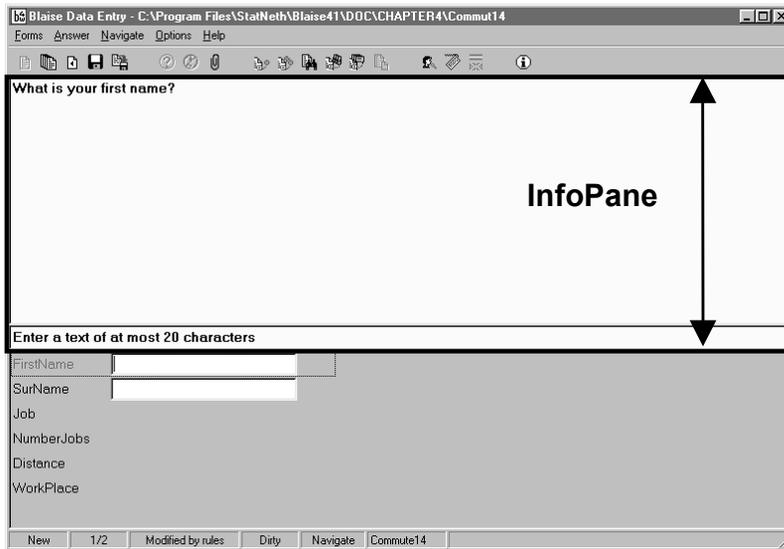 Blaise Data Entry - C:\Program Files\StatNeth\Blaise41\DOC\CHAPTER4\Commut14
Forms Answer Navigate Options Help
What is your first name?
InfoPane
Enter a text of at most 20 characters
FirstName
SurName
Job
NumberJobs
Distance
WorkPlace
New 1/2 Modified by rules Dirty Navigate Commute14